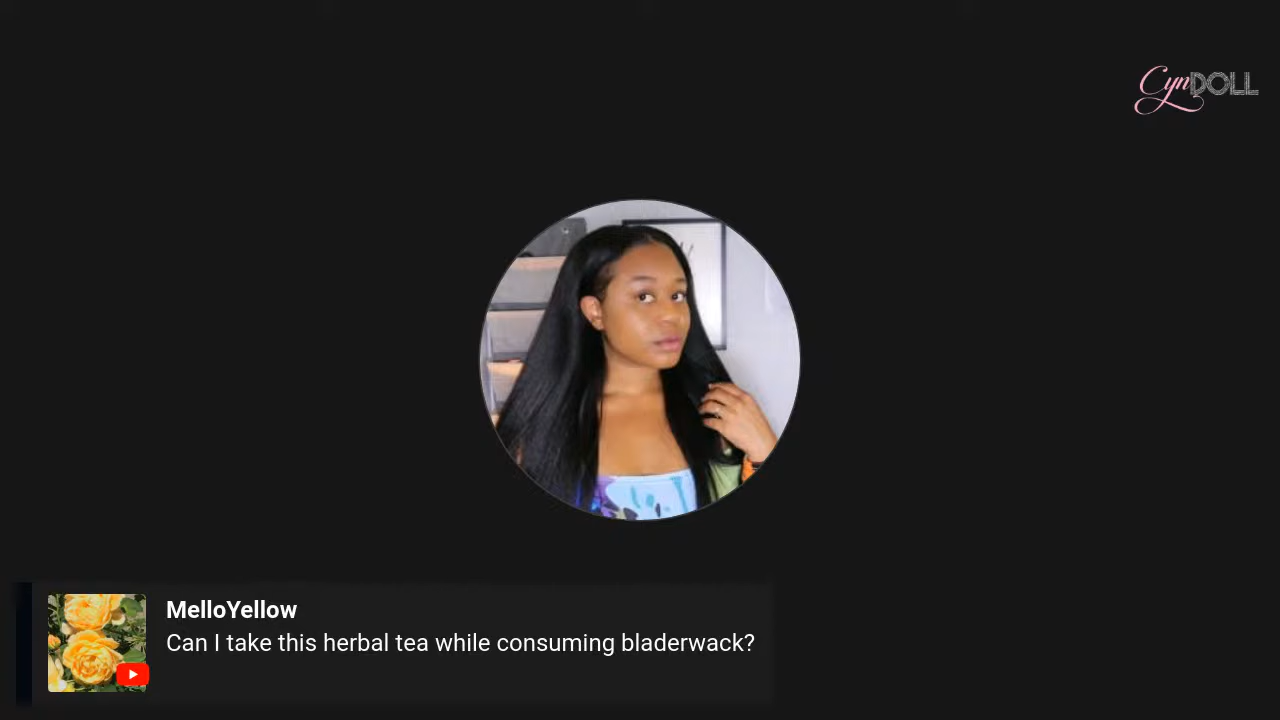 CynDOLL
MelloYellow
Can I take this herbal tea while consuming bladerwack?